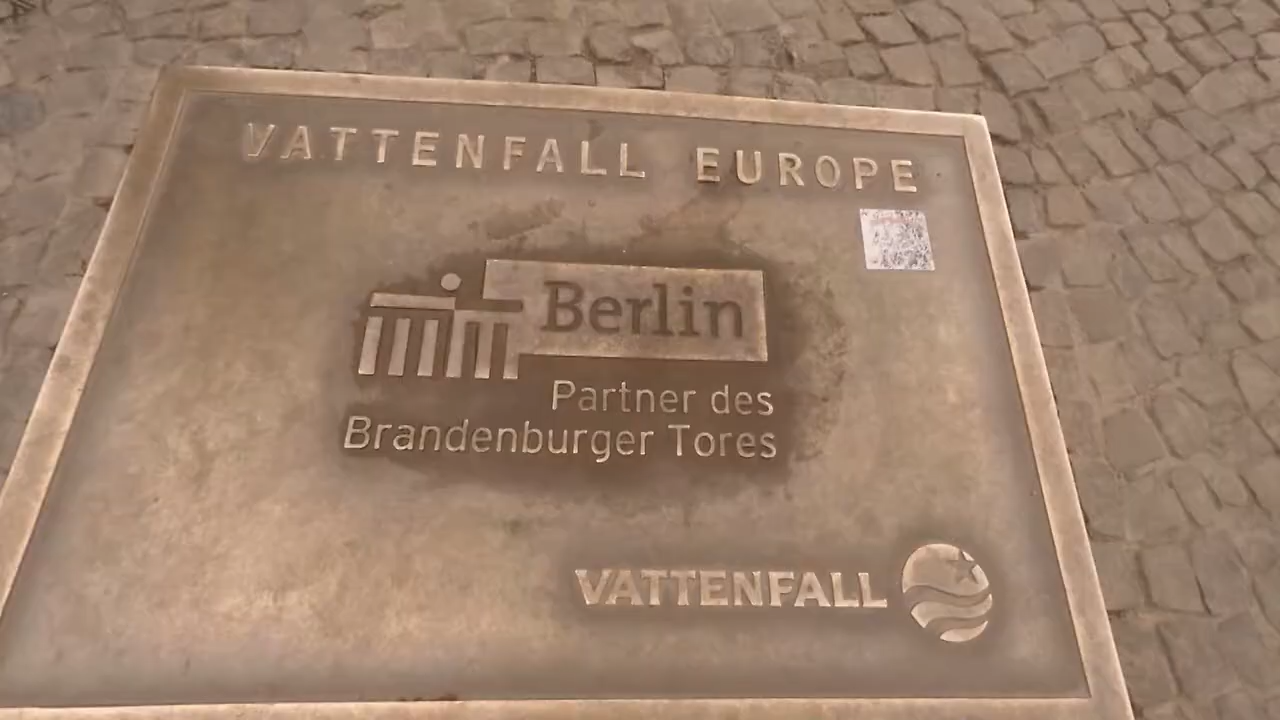 VATTENFALL EUROPE
Berlin
Partner des
Brandenburger Tores
VATTENFALL